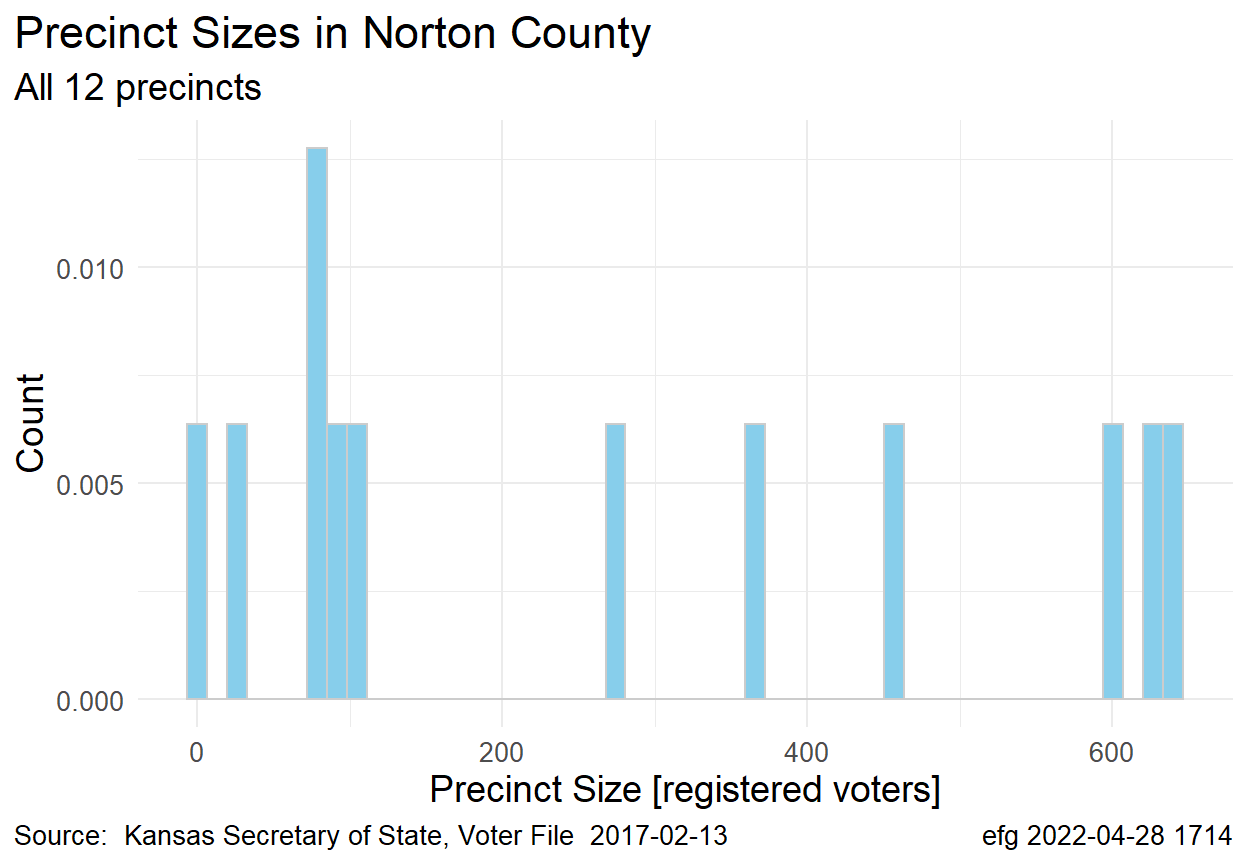 Precinct Sizes in Norton County
All 12 precincts
Count
0.010
0.005
0.000
0 200 400 600
Precinct Size [registered voters]
Source:  Kansas Secretary of State, Voter File  2017-02-13
efg 2022-04-28 1714